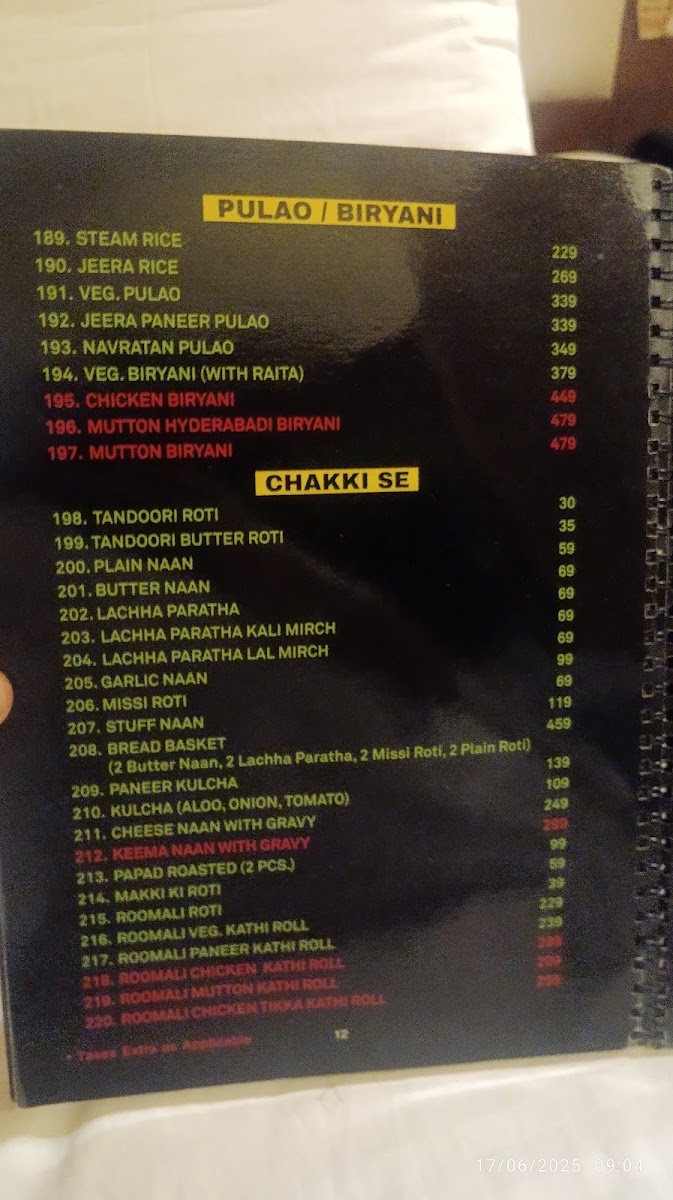 PULAO / BIRYANI
189. STEAM RICE 229
190. JEERA RICE 269
191. VEG. PULAO 339
192. JEERA PANEER PULAO 339
193. NAVRATAN PULAO 349
194. VEG. BIRYANI (WITH RAITA) 379
195. CHICKEN BIRYANI 449
196. MUTTON HYDERABADI BIRYANI 479
197. MUTTON BIRYANI 479
CHAKKI SE
198. TANDOORI ROTI 30
199. TANDOORI BUTTER ROTI 35
200. PLAIN NAAN 59
201. BUTTER NAAN 69
202. LACHHA PARATHA 69
203. LACHHA PARATHA KALI MIRCH 69
204. LACHHA PARATHA LAL MIRCH 69
205. GARLIC NAAN 99
206. MISSI ROTI 69
207. STUFF NAAN 119
208. BREAD BASKET 459
(2 Butter Naan, 2 Lachha Paratha, 2 Missi Roti, 2 Plain Roti)
209. PANEER KULCHA 139
210. KULCHA (ALOO, ONION, TOMATO) 109
211. CHEESE NAAN WITH GRAVY 249
212. KEEMA NAAN WITH GRAVY 299
213. PAPAD ROASTED (2 PCS.) 99
214. MAKKI KI ROTI 59
215. ROOMALI ROTI 39
216. ROOMALI VEG. KATHI ROLL 229
217. ROOMALI PANEER KATHI ROLL 239
218. ROOMALI CHICKEN KATHI ROLL
219. ROOMALI MUTTON KATHI ROLL
220. ROOMALI CHICKEN TIKKA KATHI ROLL
* Taxes Extra as Applicable
12
17/06/2025 09:04